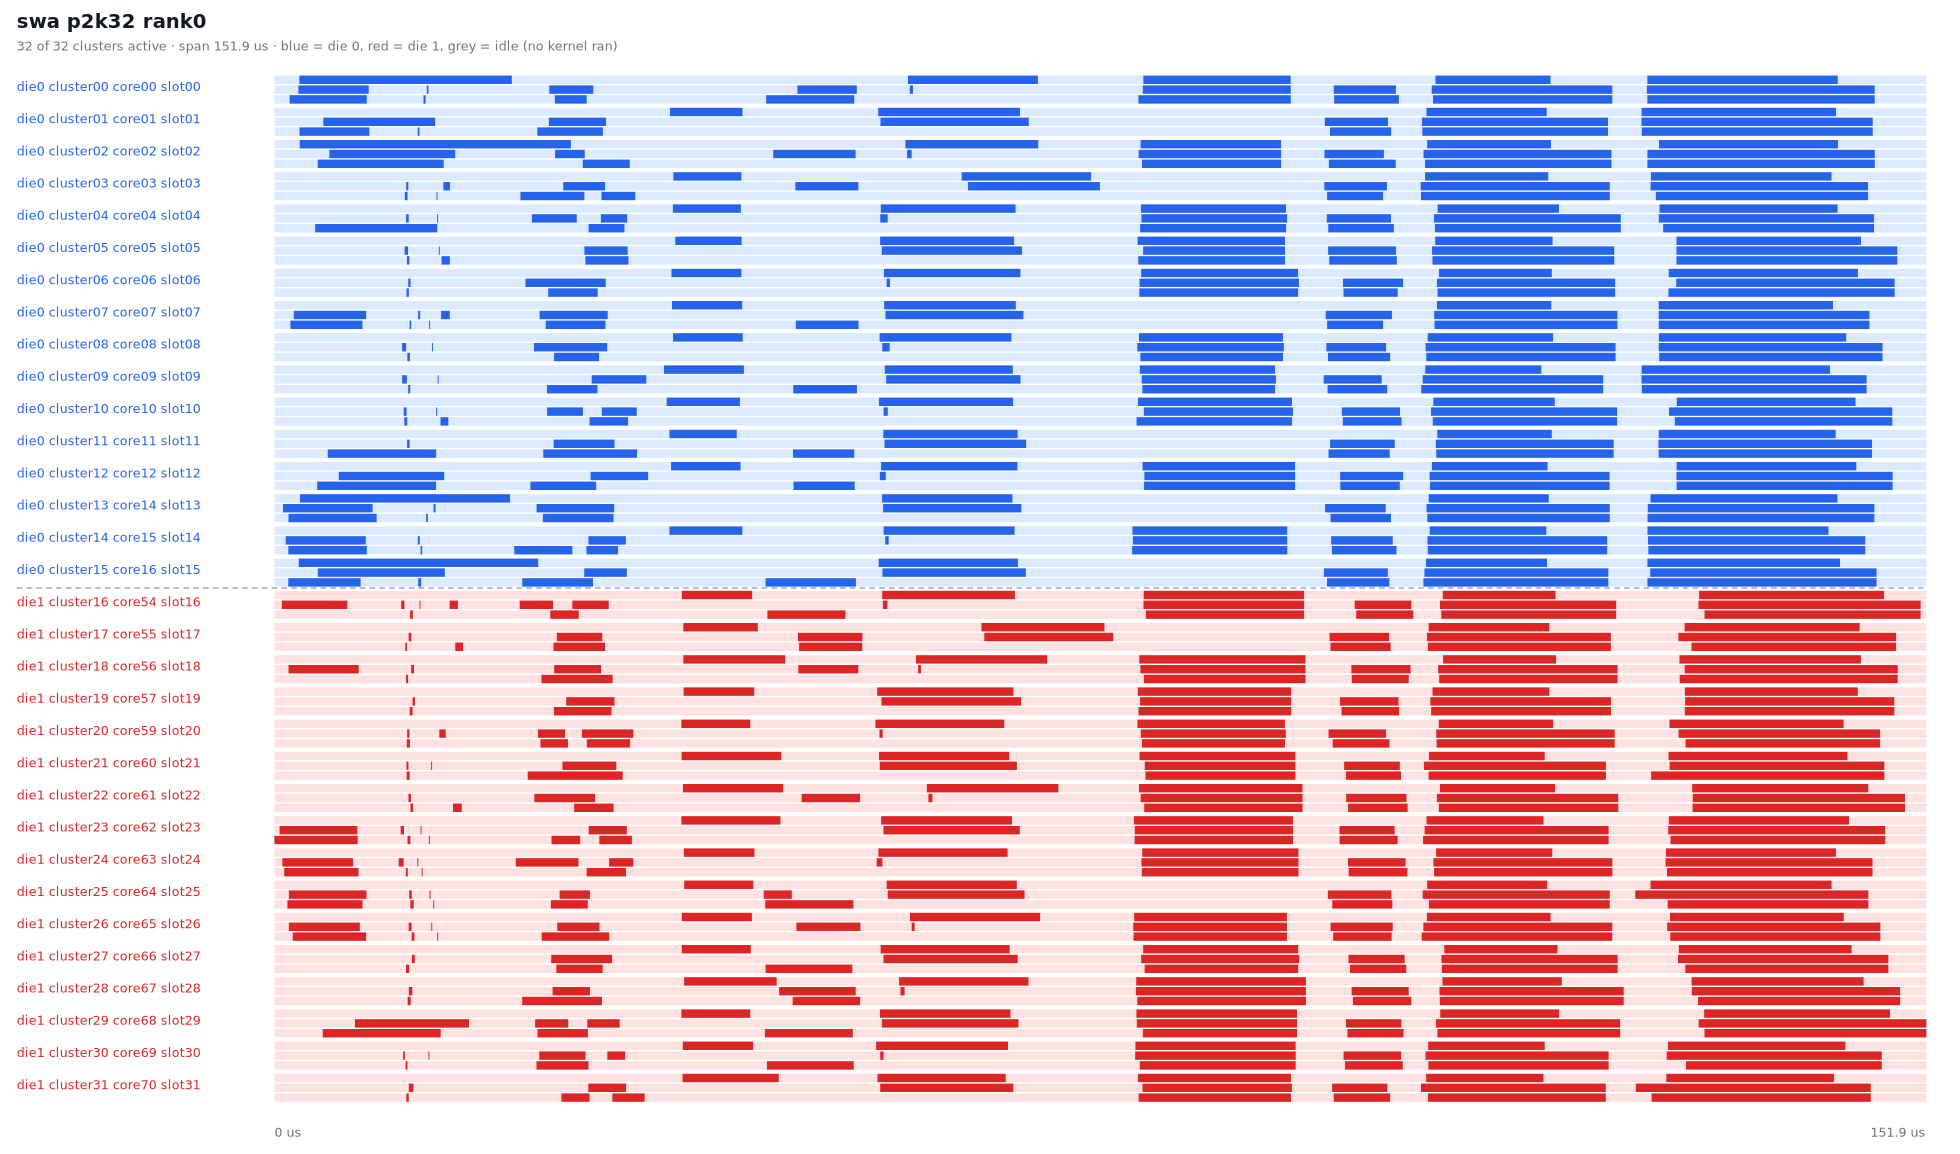 swa p2k32 rank0
32 of 32 clusters active · span 151.9 us · blue = die 0, red = die 1, grey = idle (no kernel ran)
die0 cluster00 core00 slot00
die0 cluster01 core01 slot01
die0 cluster02 core02 slot02
die0 cluster03 core03 slot03
die0 cluster04 core04 slot04
die0 cluster05 core05 slot05
die0 cluster06 core06 slot06
die0 cluster07 core07 slot07
die0 cluster08 core08 slot08
die0 cluster09 core09 slot09
die0 cluster10 core10 slot10
die0 cluster11 core11 slot11
die0 cluster12 core12 slot12
die0 cluster13 core14 slot13
die0 cluster14 core15 slot14
die0 cluster15 core16 slot15
die1 cluster16 core54 slot16
die1 cluster17 core55 slot17
die1 cluster18 core56 slot18
die1 cluster19 core57 slot19
die1 cluster20 core59 slot20
die1 cluster21 core60 slot21
die1 cluster22 core61 slot22
die1 cluster23 core62 slot23
die1 cluster24 core63 slot24
die1 cluster25 core64 slot25
die1 cluster26 core65 slot26
die1 cluster27 core66 slot27
die1 cluster28 core67 slot28
die1 cluster29 core68 slot29
die1 cluster30 core69 slot30
die1 cluster31 core70 slot31
0 us
151.9 us